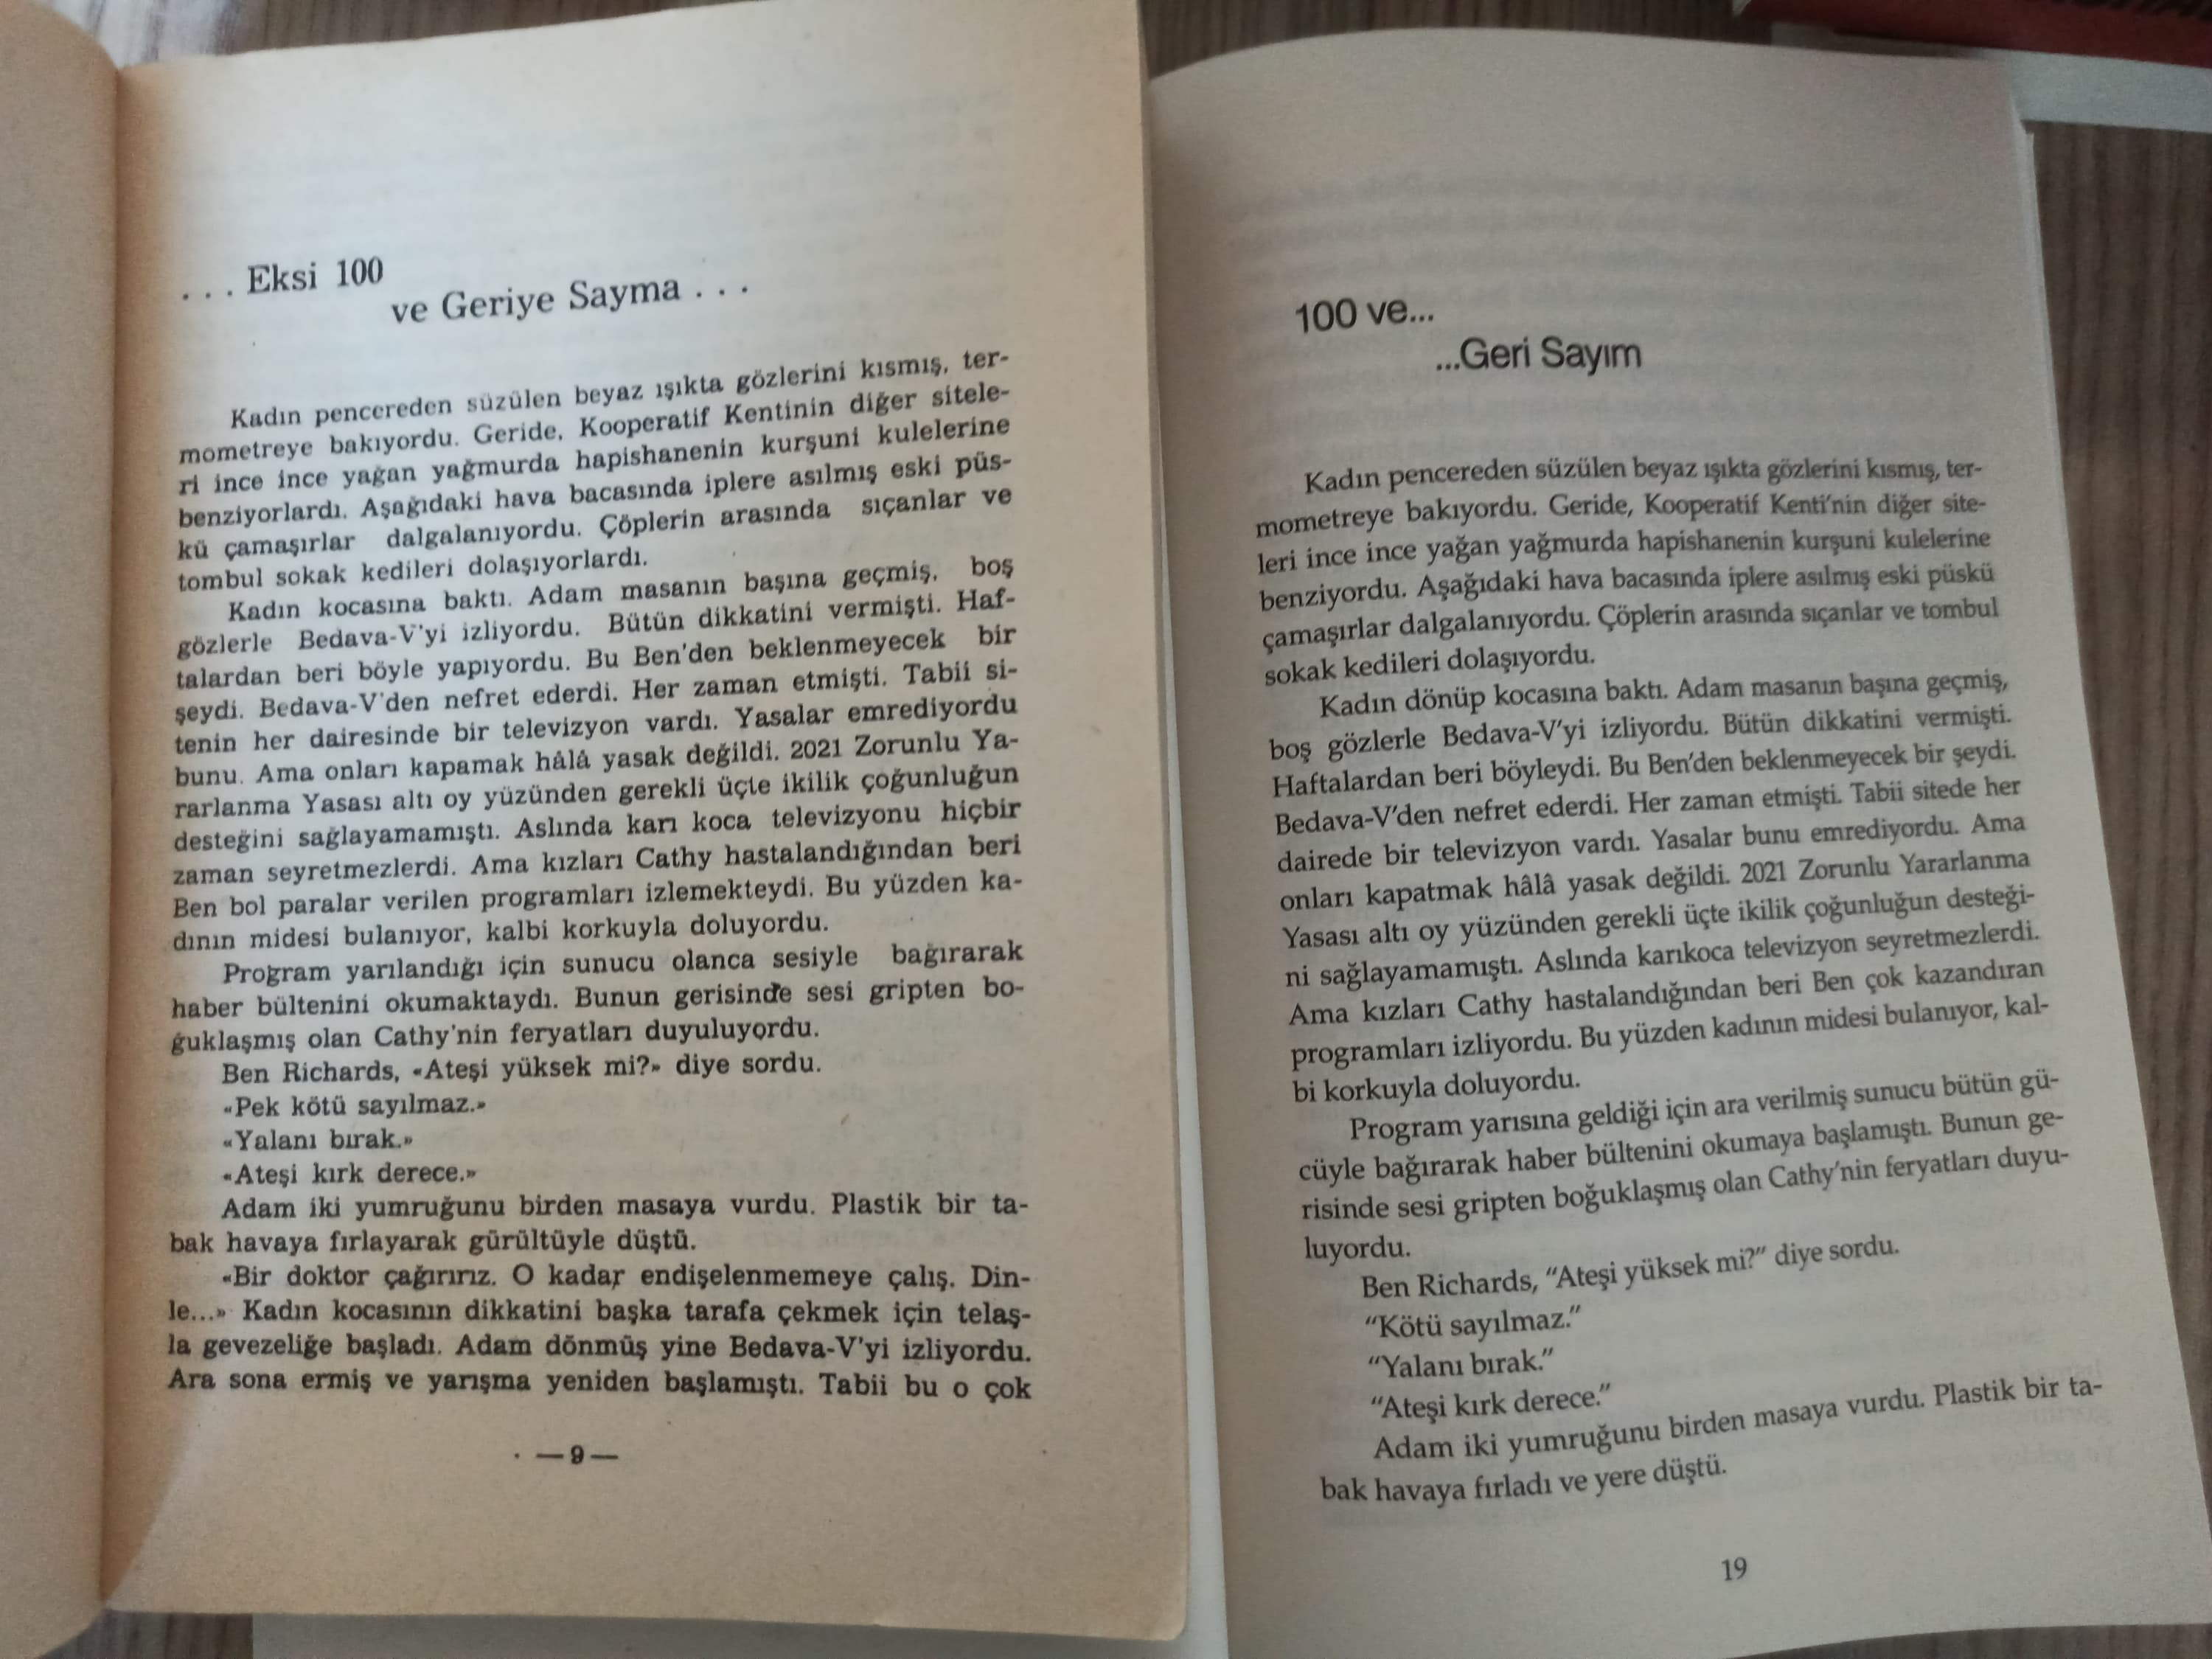 . . . Eksi 100
ve Geriye Sayma . . .
Kadın pencereden süzülen beyaz ışıkta gözlerini kısmış, ter-
mometreye bakıyordu. Geride, Kooperatif Kentinin diğer sitele-
ri ince ince yağan yağmurda hapishanenin kurşuni kulelerine
benziyorlardı. Aşağıdaki hava bacasında iplere asılmış eski püs-
kü çamaşırlar dalgalanıyordu. Çöplerin arasında sıçanlar ve
tombul sokak kedileri dolaşıyorlardı.
Kadın kocasına baktı. Adam masanın başına geçmiş, boş
gözlerle Bedava-V'yi izliyordu. Bütün dikkatini vermişti. Haf-
talardan beri böyle yapıyordu. Bu Ben'den beklenmeyecek bir
şeydi. Bedava-V'den nefret ederdi. Her zaman etmişti. Tabii si-
tenin her dairesinde bir televizyon vardı. Yasalar emrediyordu
bunu. Ama onları kapamak hâlâ yasak değildi. 2021 Zorunlu Ya-
rarlanma Yasası altı oy yüzünden gerekli üçte ikilik çoğunluğun
desteğini sağlayamamıştı. Aslında karı koca televizyonu hiçbir
zaman seyretmezlerdi. Ama kızları Cathy hastalandığından beri
Ben bol paralar verilen programları izlemekteydi. Bu yüzden ka-
dının midesi bulanıyor, kalbi korkuyla doluyordu.
Program yarılandığı için sunucu olanca sesiyle bağırarak
haber bültenini okumaktaydı. Bunun gerisinde sesi gripten bo-
ğuklaşmış olan Cathy'nin feryatları duyuluyordu.
Ben Richards, «Ateşi yüksek mi?» diye sordu.
«Pek kötü sayılmaz.»
«Yalanı bırak.»
«Ateşi kırk derece.»
Adam iki yumruğunu birden masaya vurdu. Plastik bir ta-
bak havaya fırlayarak gürültüyle düştü.
«Bir doktor çağırırız. O kadar endişelenmemeye çalış. Din-
le...» Kadın kocasının dikkatini başka tarafa çekmek için telaş-
la gevezeliğe başladı. Adam dönmüş yine Bedava-V'yi izliyordu.
Ara sona ermiş ve yarışma yeniden başlamıştı. Tabii bu o çok
—9—
100 ve...
...Geri Sayım
Kadın pencereden süzülen beyaz ışıkta gözlerini kısmış, ter-
mometreye bakıyordu. Geride, Kooperatif Kenti'nin diğer site-
leri ince ince yağan yağmurda hapishanenin kurşuni kulelerine
benziyordu. Aşağıdaki hava bacasında iplere asılmış eski püskü
çamaşırlar dalgalanıyordu. Çöplerin arasında sıçanlar ve tombul
sokak kedileri dolaşıyordu.
Kadın dönüp kocasına baktı. Adam masanın başına geçmiş,
boş gözlerle Bedava-V'yi izliyordu. Bütün dikkatini vermişti.
Haftalardan beri böyleydi. Bu Ben'den beklenmeyecek bir şeydi.
Bedava-V'den nefret ederdi. Her zaman etmişti. Tabii sitede her
dairede bir televizyon vardı. Yasalar bunu emrediyordu. Ama
onları kapatmak hâlâ yasak değildi. 2021 Zorunlu Yararlanma
Yasası altı oy yüzünden gerekli üçte ikilik çoğunluğun desteği-
ni sağlayamamıştı. Aslında karıkoca televizyon seyretmezlerdi.
Ama kızları Cathy hastalandığından beri Ben çok kazandıran
programları izliyordu. Bu yüzden kadının midesi bulanıyor, kal-
bi korkuyla doluyordu.
Program yarısına geldiği için ara verilmiş sunucu bütün gü-
cüyle bağırarak haber bültenini okumaya başlamıştı. Bunun ge-
risinde sesi gripten boğuklaşmış olan Cathy'nin feryatları duyu-
luyordu.
Ben Richards, "Ateşi yüksek mi?" diye sordu.
"Kötü sayılmaz."
"Yalanı bırak."
"Ateşi kırk derece."
Adam iki yumruğunu birden masaya vurdu. Plastik bir ta-
bak havaya fırladı ve yere düştü.
19